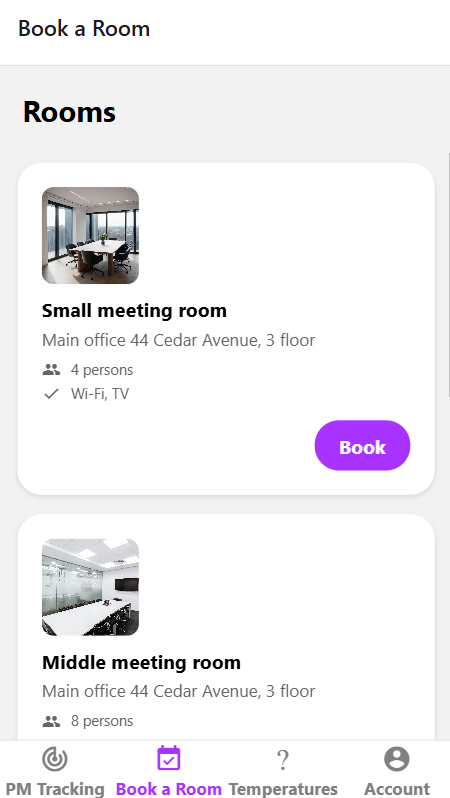 Book a Room
Rooms
Small meeting room
Main office 44 Cedar Avenue, 3 floor
4 persons
Wi-Fi, TV
Book
Middle meeting room
Main office 44 Cedar Avenue, 3 floor
8 persons
?
PM Tracking Book a Room Temperatures Account